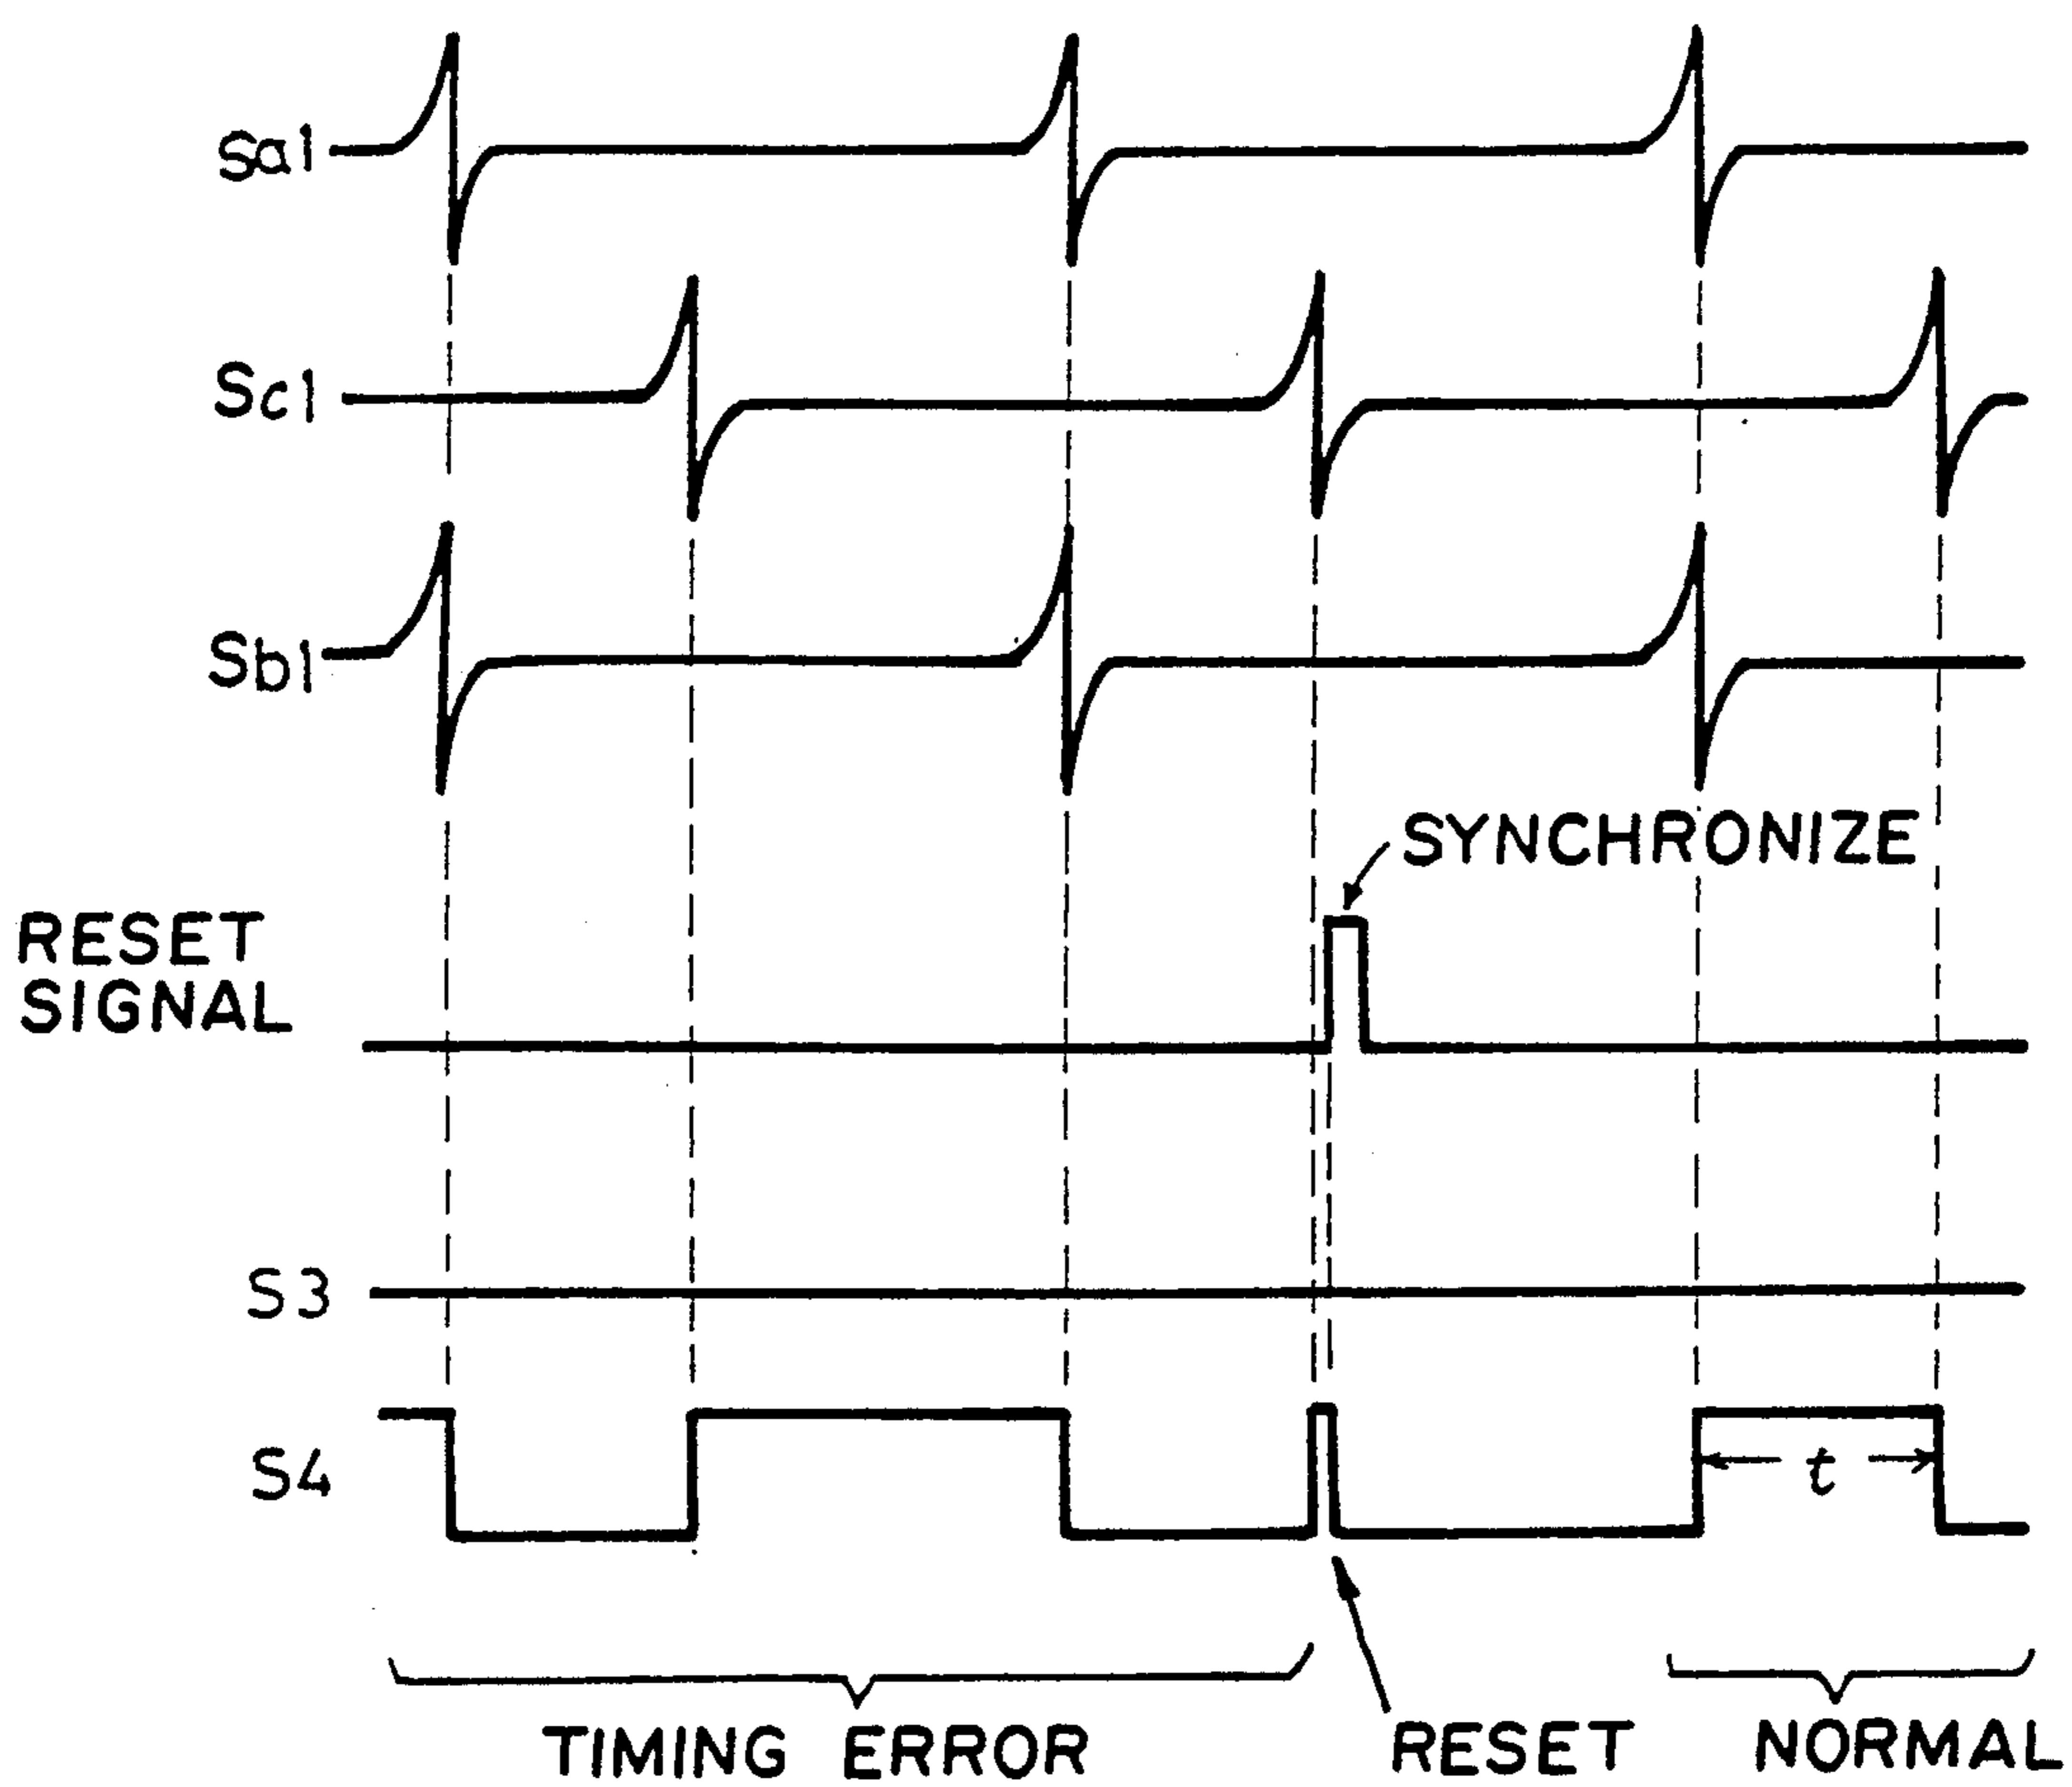 Sa1
Sc1
Sb1
SYNCHRONIZE
RESET
SIGNAL
S3
S4
t
TIMING ERROR
RESET
NORMAL